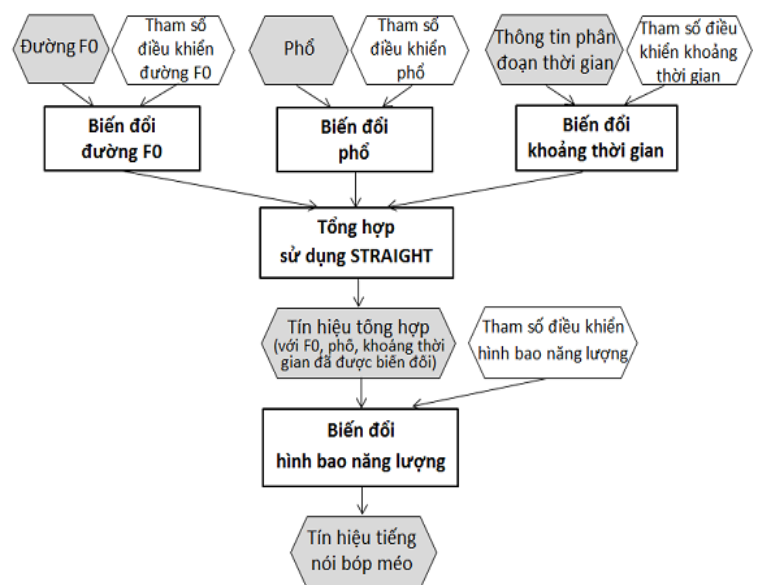 Đường F0
Tham số
điều khiển
đường F0
Phổ
Tham số
điều khiển
phổ
Thông tin phân
đoạn thời gian
Tham số điều
khiển khoảng
thời gian
Biến đổi
đường F0
Biến đổi
phổ
Biến đổi
khoảng thời gian
Tổng hợp
sử dụng STRAIGHT
Tín hiệu tổng hợp
(với F0, phổ, khoảng thời
gian đã được biến đổi)
Tham số điều khiển
hình bao năng lượng
Biến đổi
hình bao năng lượng
Tín hiệu tiếng
nói bóp méo